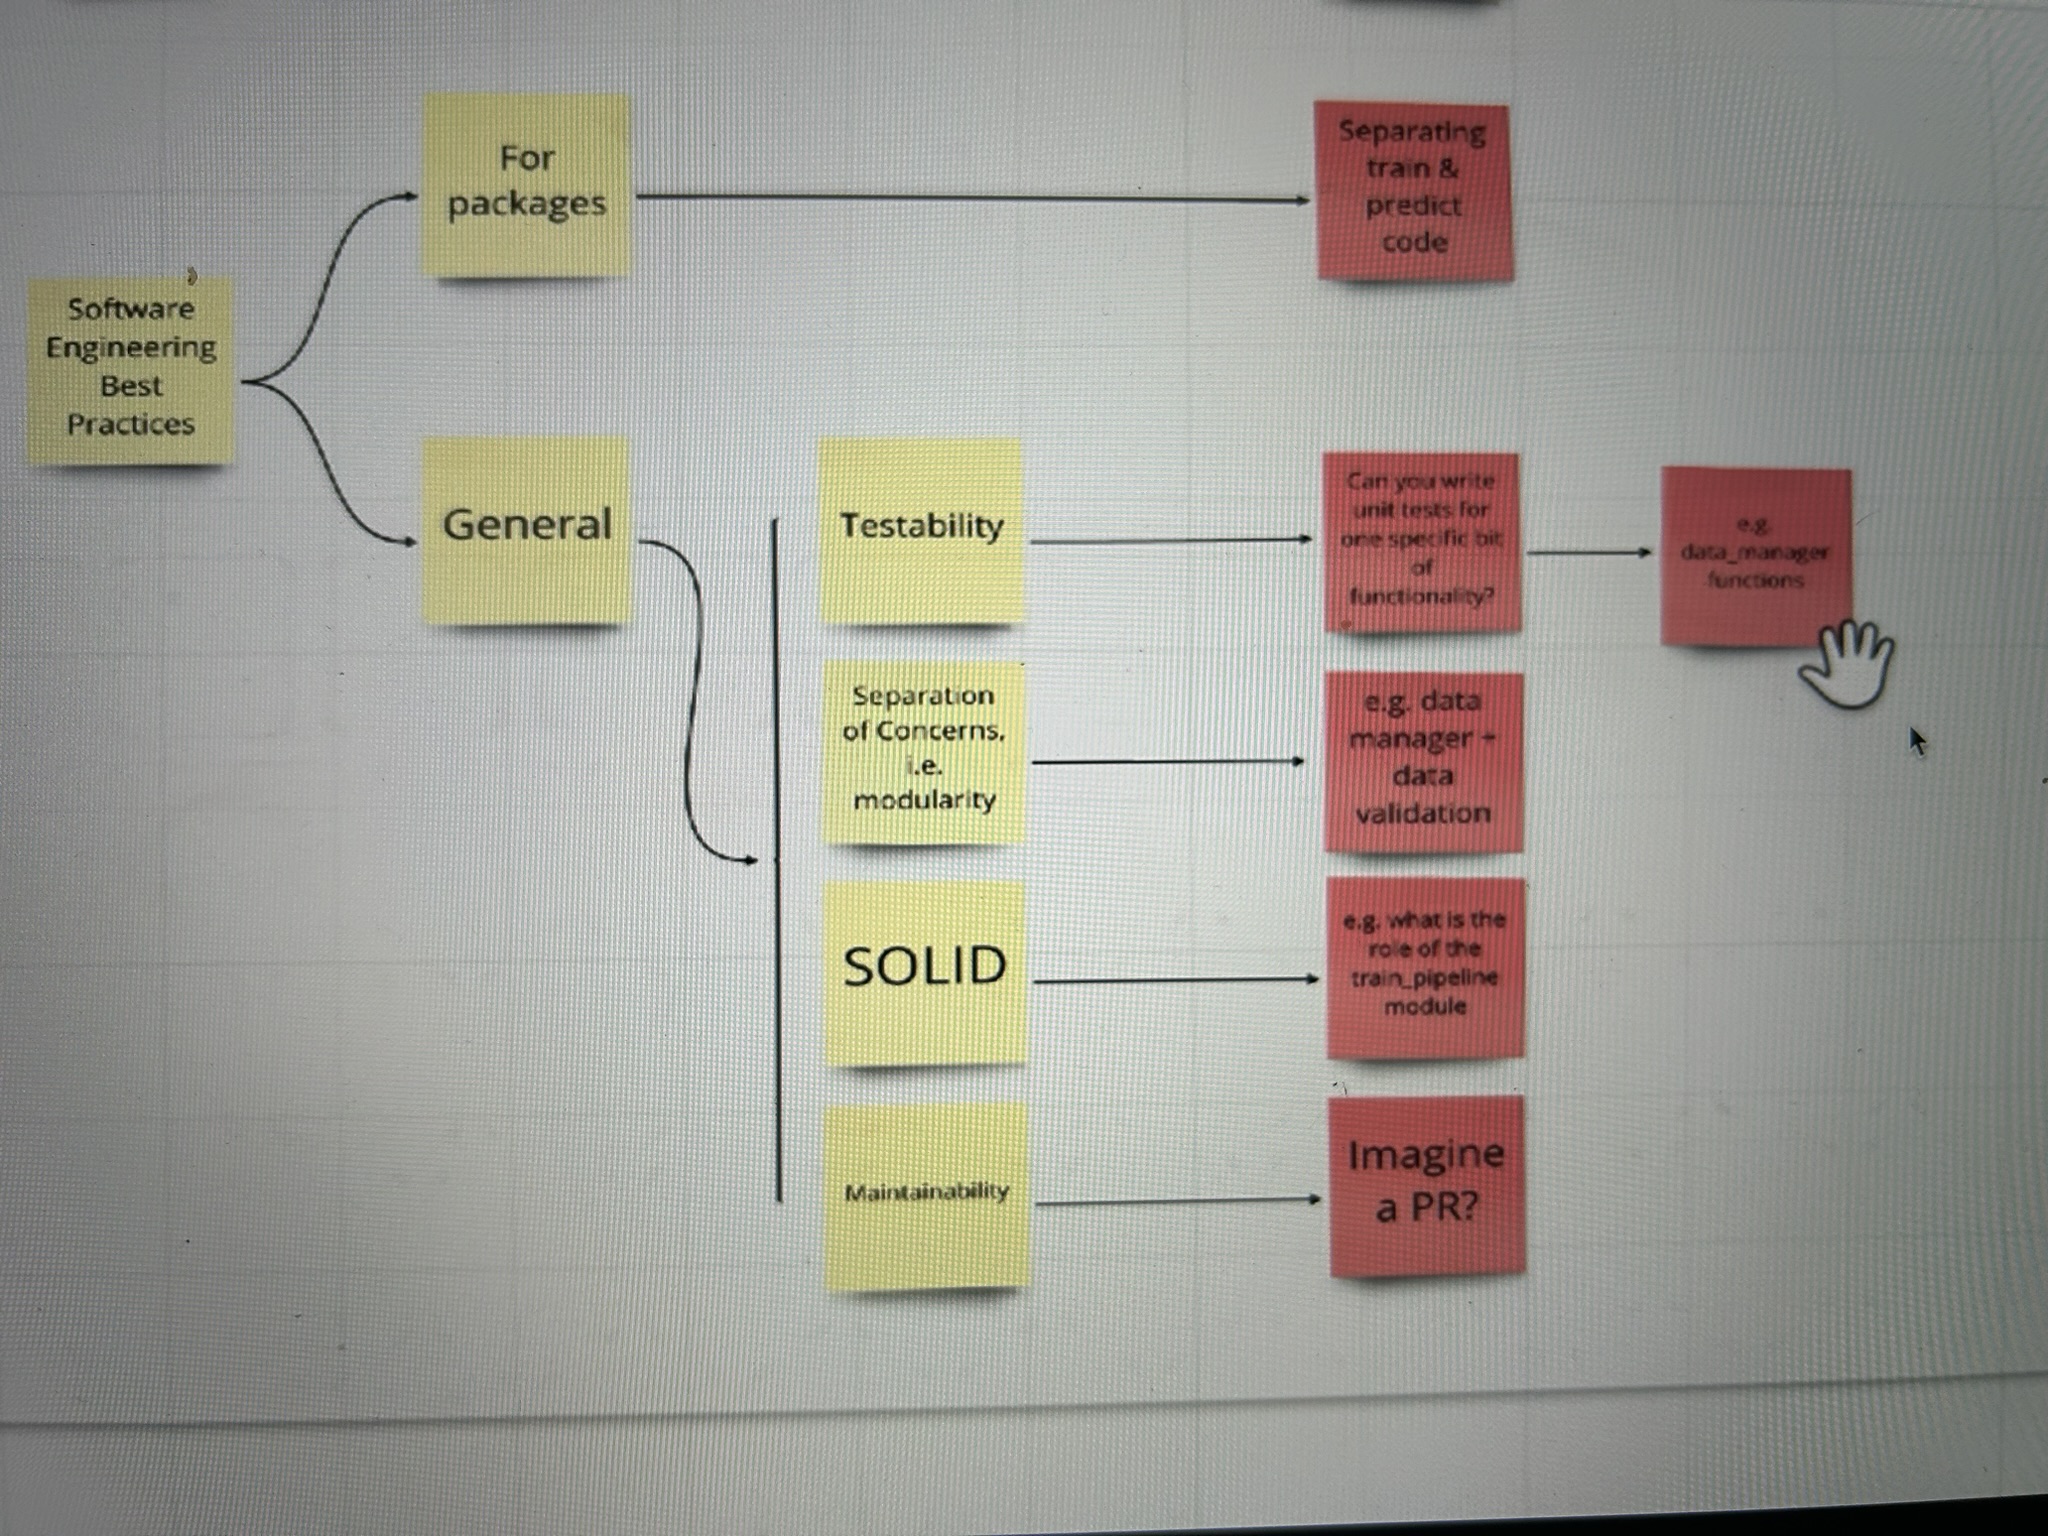 For
packages
Separating
train &
predict
code
Software
Engineering
Best
Practices
General
Testability
Can you write
unit tests for
one specific bit
of
functionality?
e.g.
data_manager
functions
Separation
of Concerns,
i.e.
modularity
e.g. data
manager -
data
validation
SOLID
e.g. what is the
role of the
train_pipeline
module
Maintainability
Imagine
a PR?